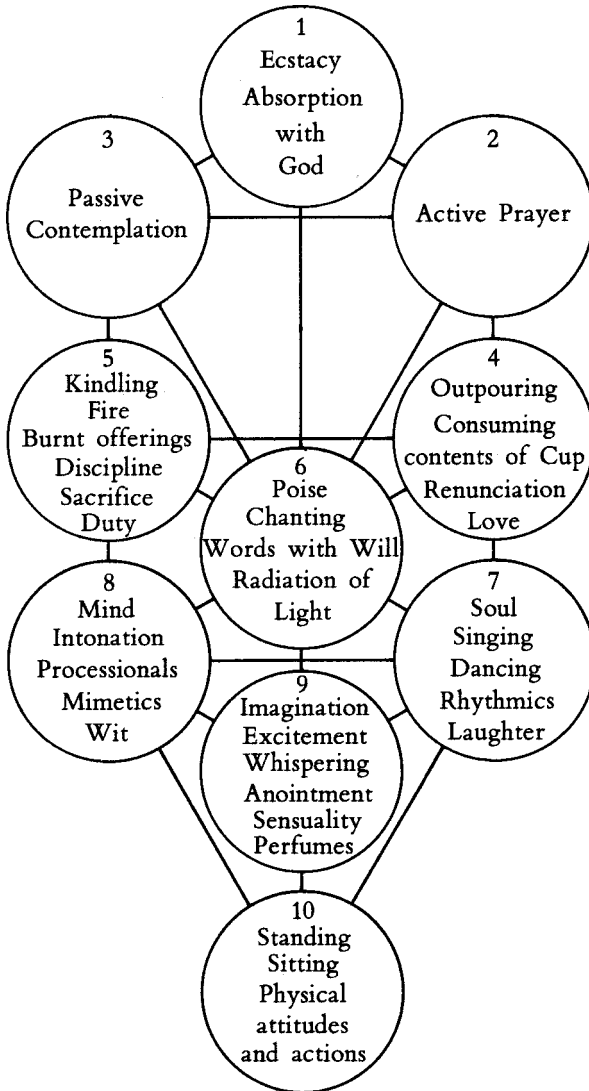 1
Ecstacy
Absorption
with
God
3
Passive
Contemplation
2
Active Prayer
5
Kindling
Fire
Burnt offerings
Discipline
Sacrifice
Duty
4
Outpouring
Consuming
contents of Cup
Renunciation
Love
6
Poise
Chanting
Words with Will
Radiation of
Light
8
Mind
Intonation
Processionals
Mimetics
Wit
7
Soul
Singing
Dancing
Rhythmics
Laughter
9
Imagination
Excitement
Whispering
Anointment
Sensuality
Perfumes
10
Standing
Sitting
Physical
attitudes
and actions